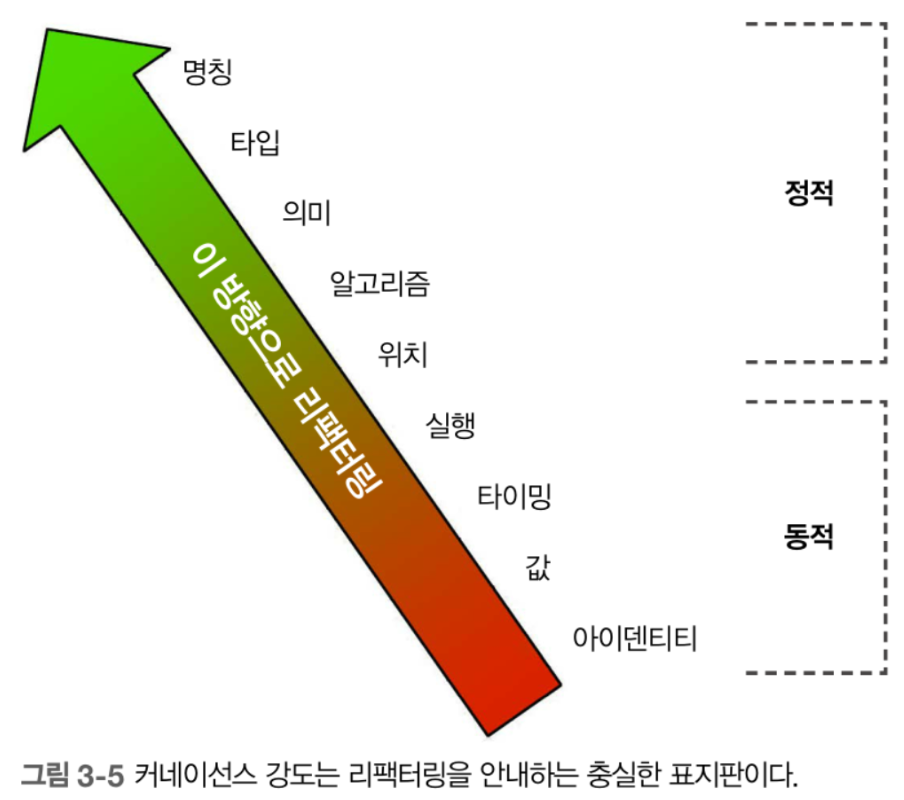 명칭
타입
의미
알고리즘
위치
실행
타이밍
값
아이덴티티
이 방향으로 리팩터링
정적
동적
그림 3-5 커네이선스 강도는 리팩터링을 안내하는 충실한 표지판이다.